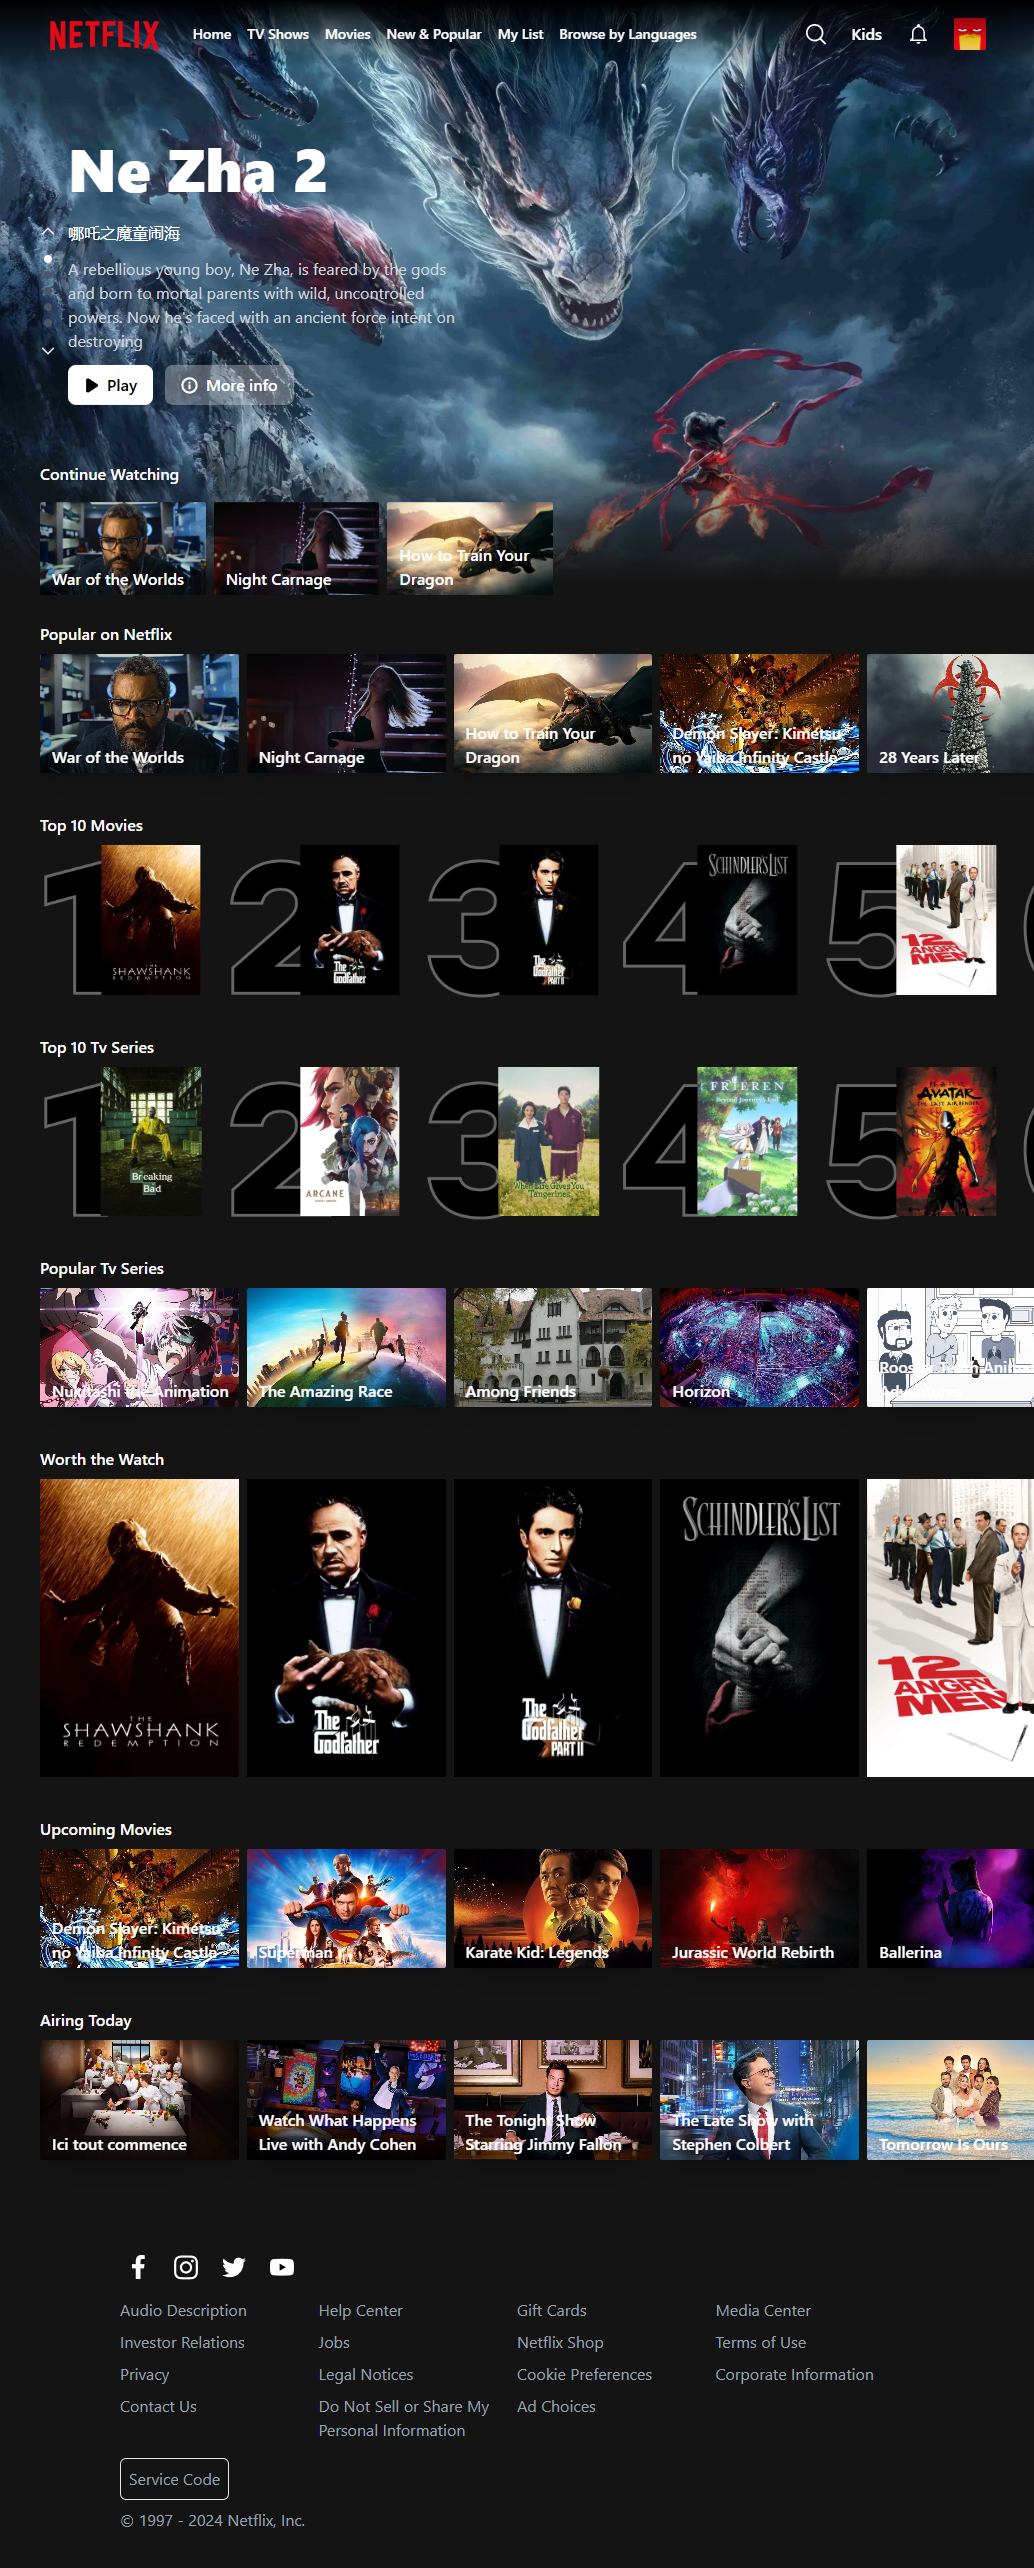 NETFLIX
Home TV Shows Movies New & Popular My List Browse by Languages
Kids
Ne Zha 2
哪吒之魔童闹海
A rebellious young boy, Ne Zha, is feared by the gods
and born to mortal parents with wild, uncontrolled
powers. Now he's faced with an ancient force intent on
destroying
Play
More info
Continue Watching
War of the Worlds
Night Carnage
How to Train Your
Dragon
Popular on Netflix
War of the Worlds
Night Carnage
How to Train Your
Dragon
Demon Slayer: Kimetsu
no Yaiba Infinity Castle
28 Years Later
Top 10 Movies
1
THE
SHAWSHANK
REDEMPTION
2
The
Godfather
3
The
Godfather
PART II
4
SCHINDLER'S LIST
5
12
ANGRY
MEN
Top 10 Tv Series
1
Breaking
Bad
2
ARCANE
3
When Life Gives You
Tangerines
4
FRIEREN
Beyond Journey's End
5
AVATAR
THE LAST AIRBENDER
Popular Tv Series
Nukitashi the Animation
The Amazing Race
Among Friends
Horizon
Rooster Teeth Anim
Adventures
Worth the Watch
THE
SHAWSHANK
REDEMPTION
The
Godfather
The
Godfather
PART II
SCHINDLER'S LIST
12
ANGRY
MEN
Upcoming Movies
Demon Slayer: Kimetsu
no Yaiba Infinity Castle
Superman
Karate Kid: Legends
Jurassic World Rebirth
Ballerina
Airing Today
Ici tout commence
Watch What Happens
Live with Andy Cohen
The Tonight Show
Starring Jimmy Fallon
The Late Show with
Stephen Colbert
Tomorrow Is Ours
Audio Description
Help Center
Gift Cards
Media Center
Investor Relations
Jobs
Netflix Shop
Terms of Use
Privacy
Legal Notices
Cookie Preferences
Corporate Information
Contact Us
Do Not Sell or Share My
Personal Information
Ad Choices
Service Code
© 1997 - 2024 Netflix, Inc.